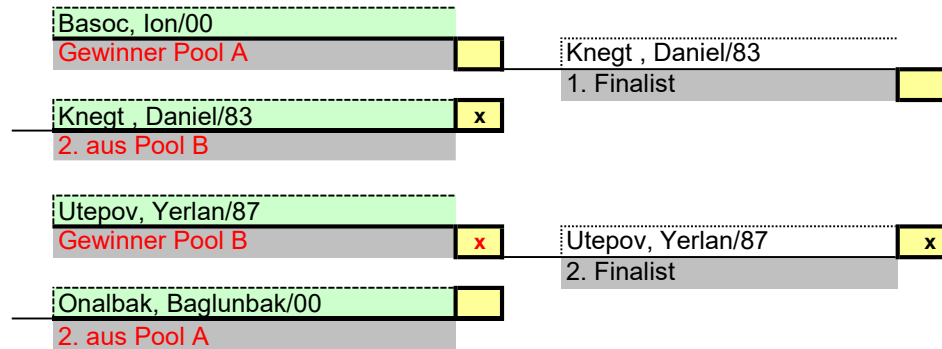 Basoc, Ion/00
Gewinner Pool A
Knegt , Daniel/83
1. Finalist
Knegt , Daniel/83 x
2. aus Pool B
Utepov, Yerlan/87
Gewinner Pool B x
Utepov, Yerlan/87 x
2. Finalist
Onalbak, Baglunbak/00
2. aus Pool A